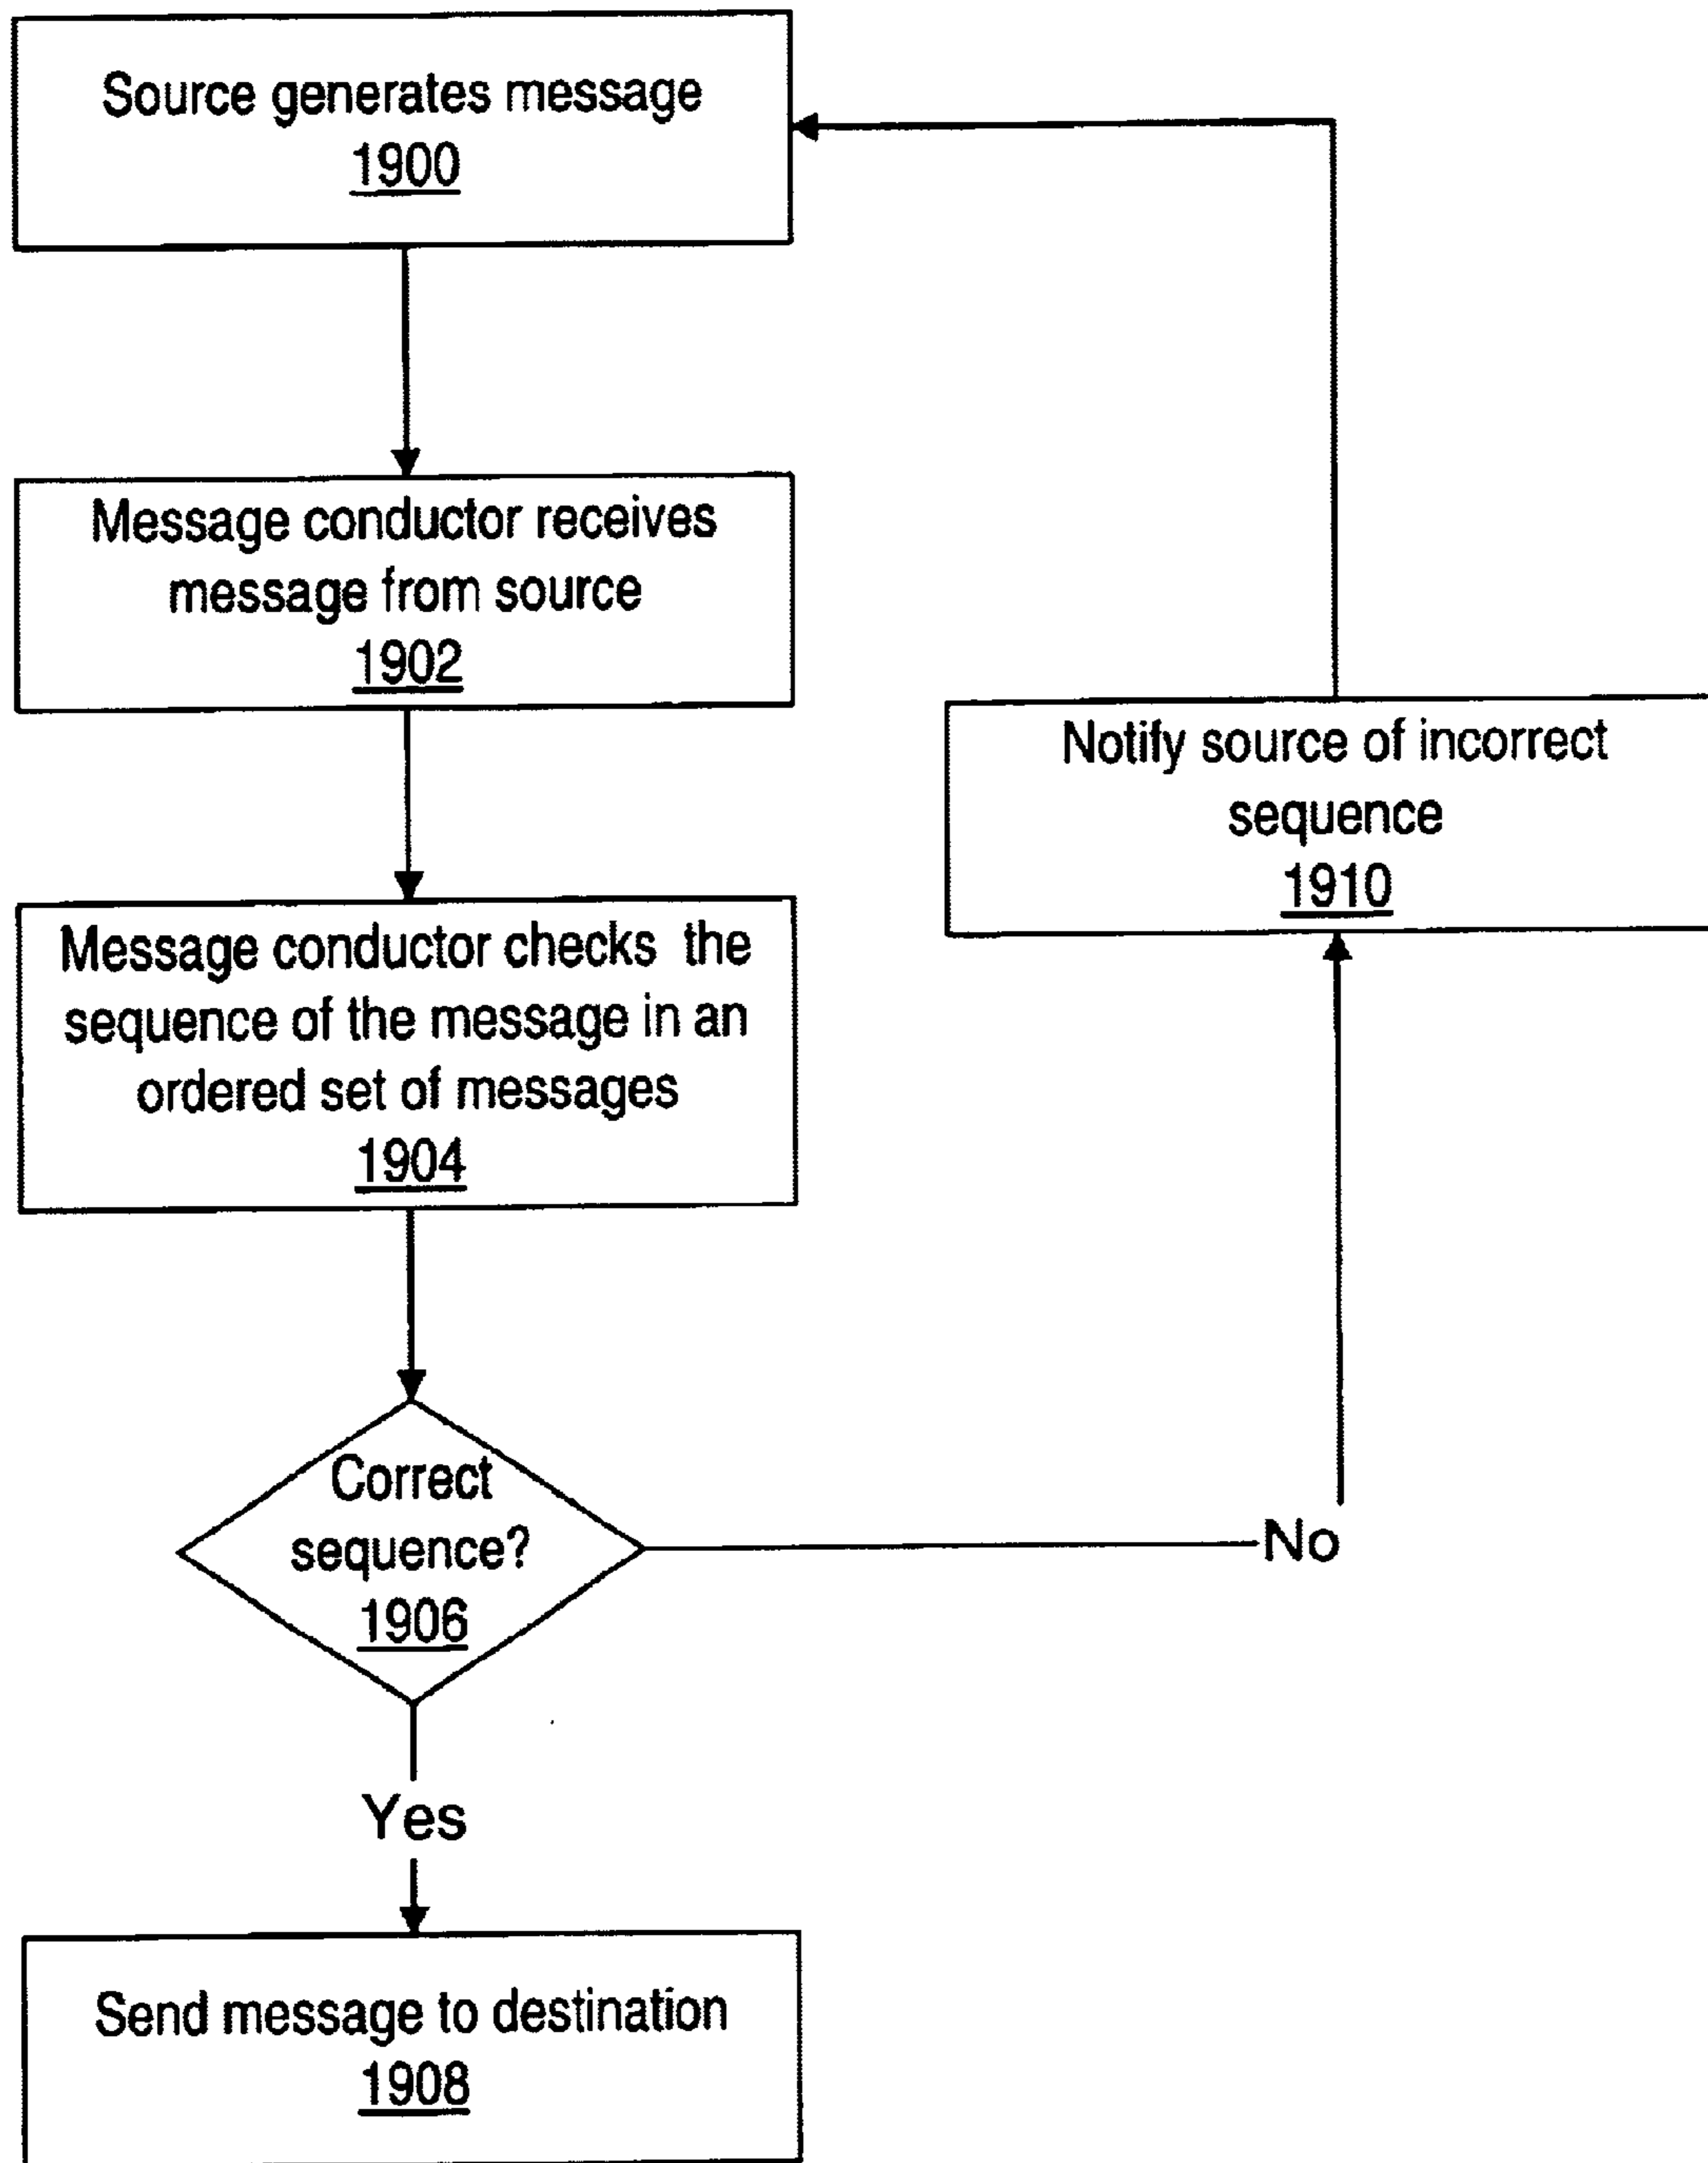 Source generates message
1900
Message conductor receives
message from source
1902
Notify source of incorrect
sequence
1910
Message conductor checks the
sequence of the message in an
ordered set of messages
1904
Correct
sequence?
1906
No
Yes
Send message to destination
1908